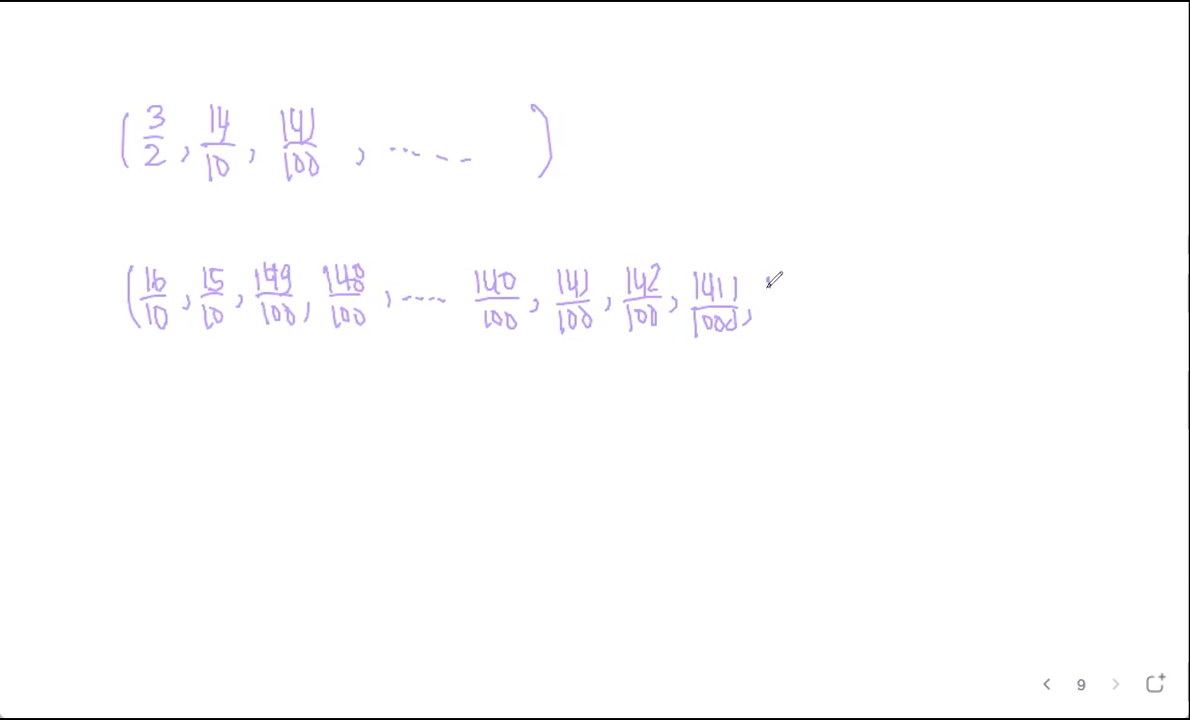 (3/2, 14/10, 141/100, ..... )
(16/10, 15/10, 149/100, 148/100, .... 140/100, 141/100, 142/100, 1411/1000,
< 9 >